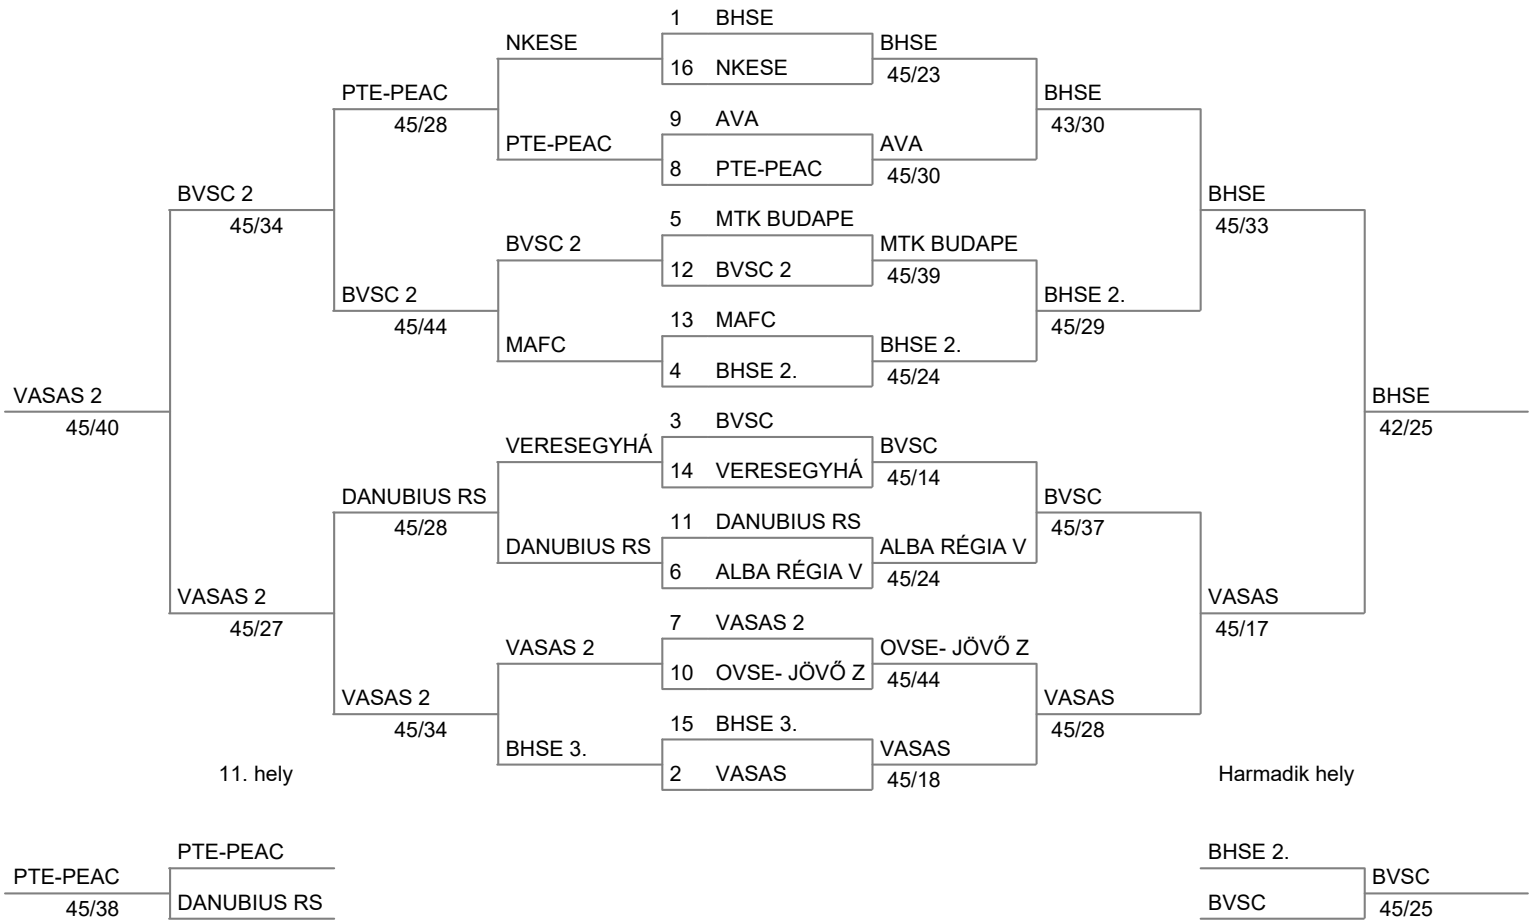 1 BHSE
NKESE
BHSE
16 NKESE
45/23
PTE-PEAC
BHSE
45/28
9 AVA
43/30
PTE-PEAC
AVA
8 PTE-PEAC
45/30
BVSC 2
BHSE
45/34
5 MTK BUDAPE
45/33
BVSC 2
MTK BUDAPE
12 BVSC 2
45/39
BVSC 2
BHSE 2.
45/44
13 MAFC
45/29
MAFC
BHSE 2.
4 BHSE 2.
45/24
VASAS 2
BHSE
45/40
3 BVSC
42/25
VERESEGYHÁ
BVSC
14 VERESEGYHÁ
45/14
DANUBIUS RS
BVSC
45/28
11 DANUBIUS RS
45/37
DANUBIUS RS
ALBA RÉGIA V
6 ALBA RÉGIA V
45/24
VASAS 2
VASAS
45/27
7 VASAS 2
45/17
VASAS 2
OVSE- JÖVŐ Z
10 OVSE- JÖVŐ Z
45/44
VASAS 2
VASAS
45/34
15 BHSE 3.
45/28
BHSE 3.
VASAS
2 VASAS
45/18
11. hely
Harmadik hely
PTE-PEAC
BHSE 2.
PTE-PEAC
BVSC
45/38
DANUBIUS RS
BVSC
45/25